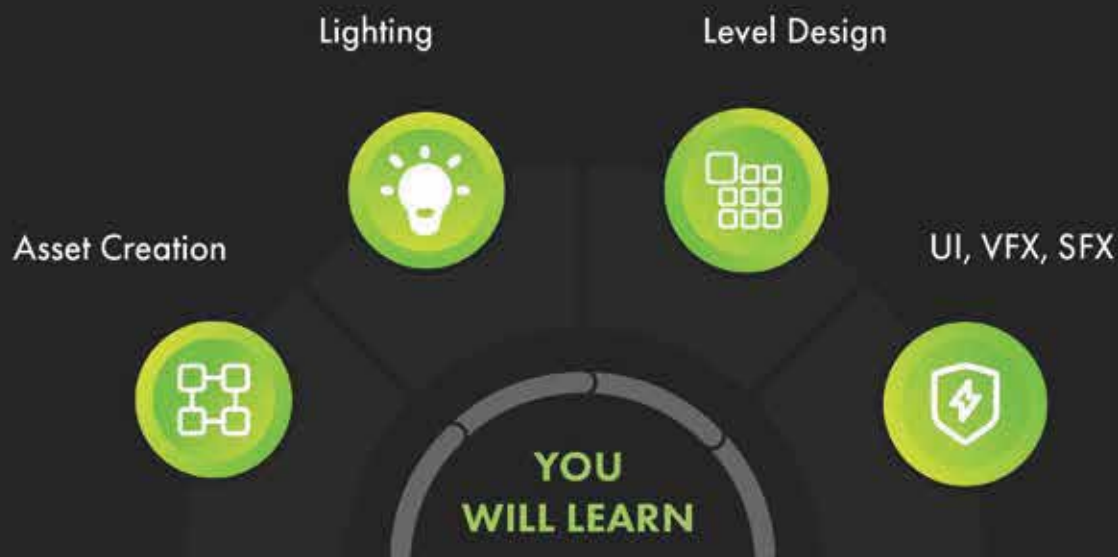 Lighting
Level Design
Asset Creation
UI, VFX, SFX
YOU
WILL LEARN